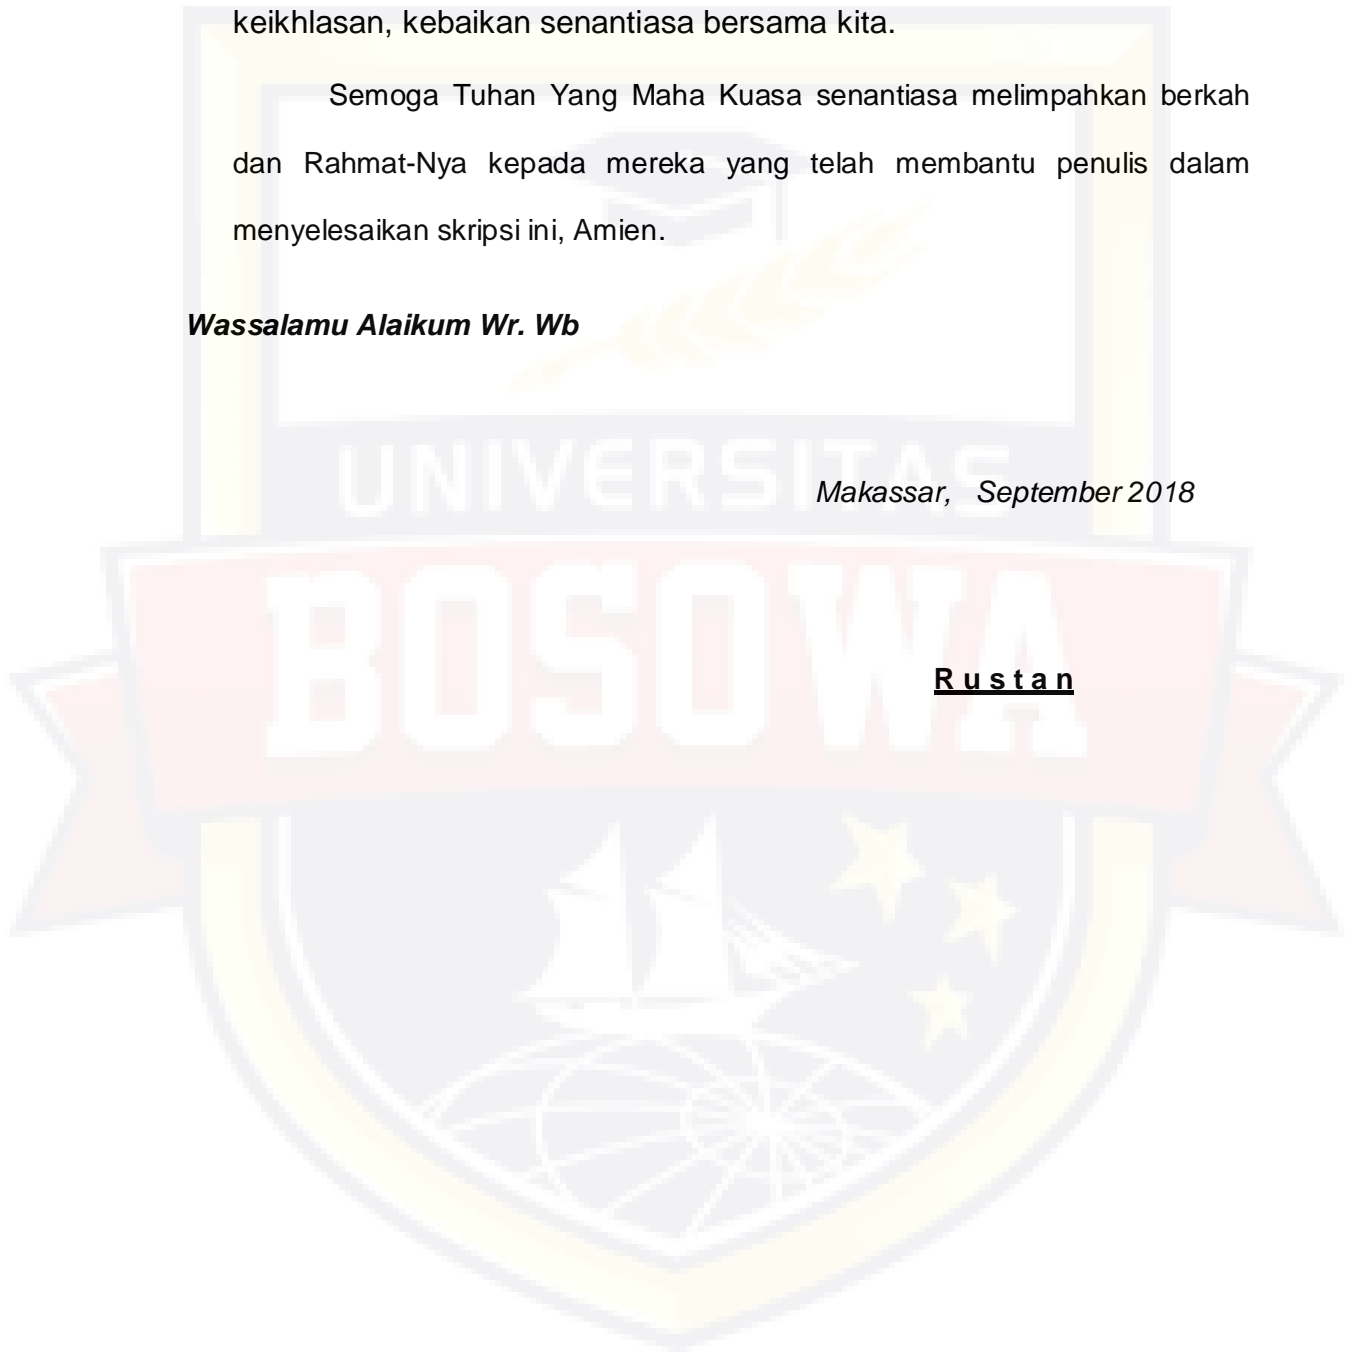 keikhlasan, kebaikan senantiasa bersama kita.
Semoga Tuhan Yang Maha Kuasa senantiasa melimpahkan berkah
dan Rahmat-Nya kepada mereka yang telah membantu penulis dalam
menyelesaikan skripsi ini, Amien.
Wassalamu Alaikum Wr. Wb
UNIVERSITAS
Makassar, September 2018
BOSOWA
R u s t a n